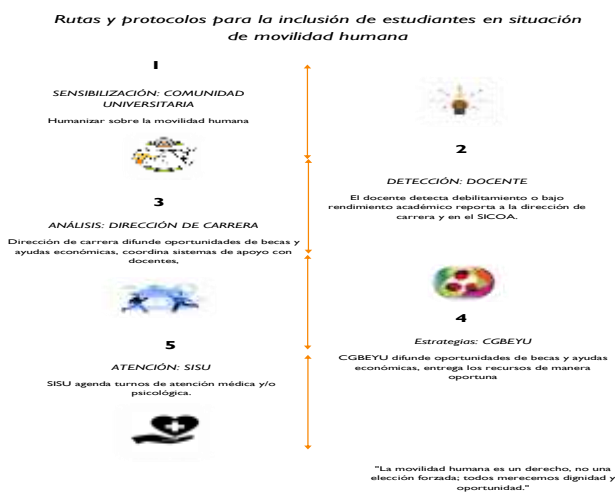 Rutas y protocolos para la inclusión de estudiantes en situación
de movilidad humana
1
SENSIBILIZACIÓN: COMUNIDAD
UNIVERSITARIA
Humanizar sobre la movilidad humana
2
DETECCIÓN: DOCENTE
El docente detecta debilitamiento o bajo
rendimiento académico reporta a la dirección de
carrera y en el SICOA.
3
ANÁLISIS: DIRECCIÓN DE CARRERA
Dirección de carrera difunde oportunidades de becas y
ayudas económicas, coordina sistemas de apoyo con
docentes,
4
Estrategias: CGBEYU
CGBEYU difunde oportunidades de becas y ayudas
económicas, entrega los recursos de manera
oportuna
5
ATENCIÓN: SISU
SISU agenda turnos de atención médica y/o
psicológica.
"La movilidad humana es un derecho, no una
elección forzada; todos merecemos dignidad y
oportunidad."